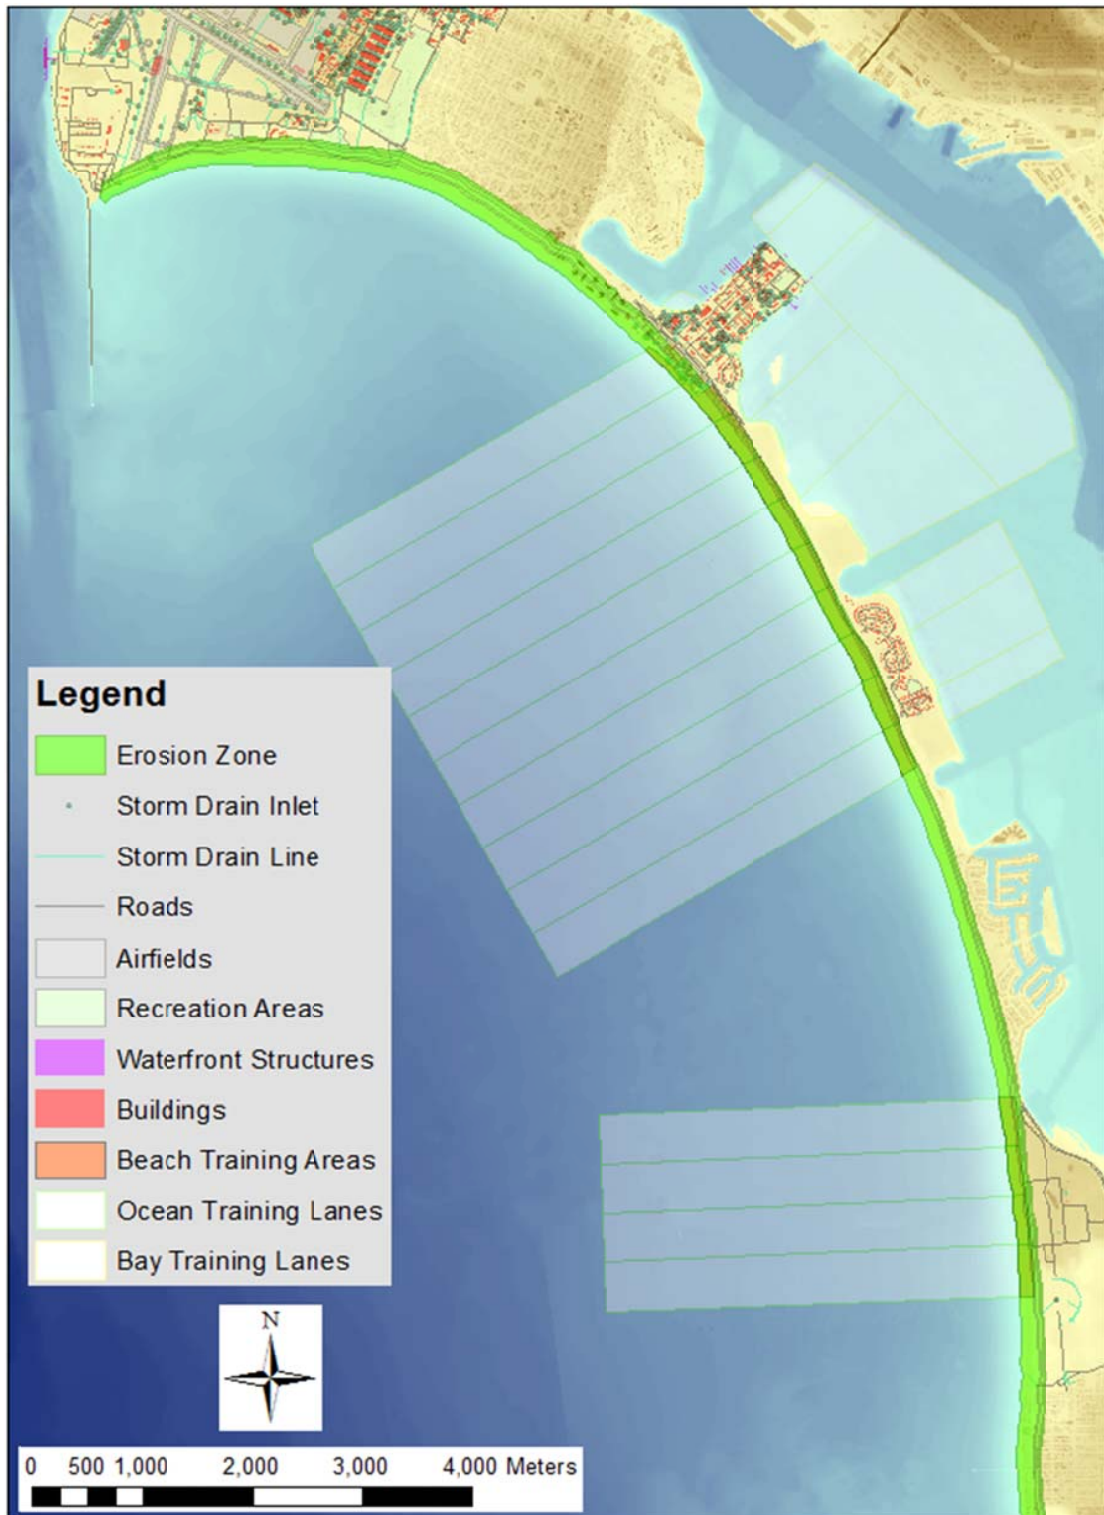 Legend
Erosion Zone
Storm Drain Inlet
Storm Drain Line
Roads
Airfields
Recreation Areas
Waterfront Structures
Buildings
Beach Training Areas
Ocean Training Lanes
Bay Training Lanes
N
0 500 1,000 2,000 3,000 4,000 Meters